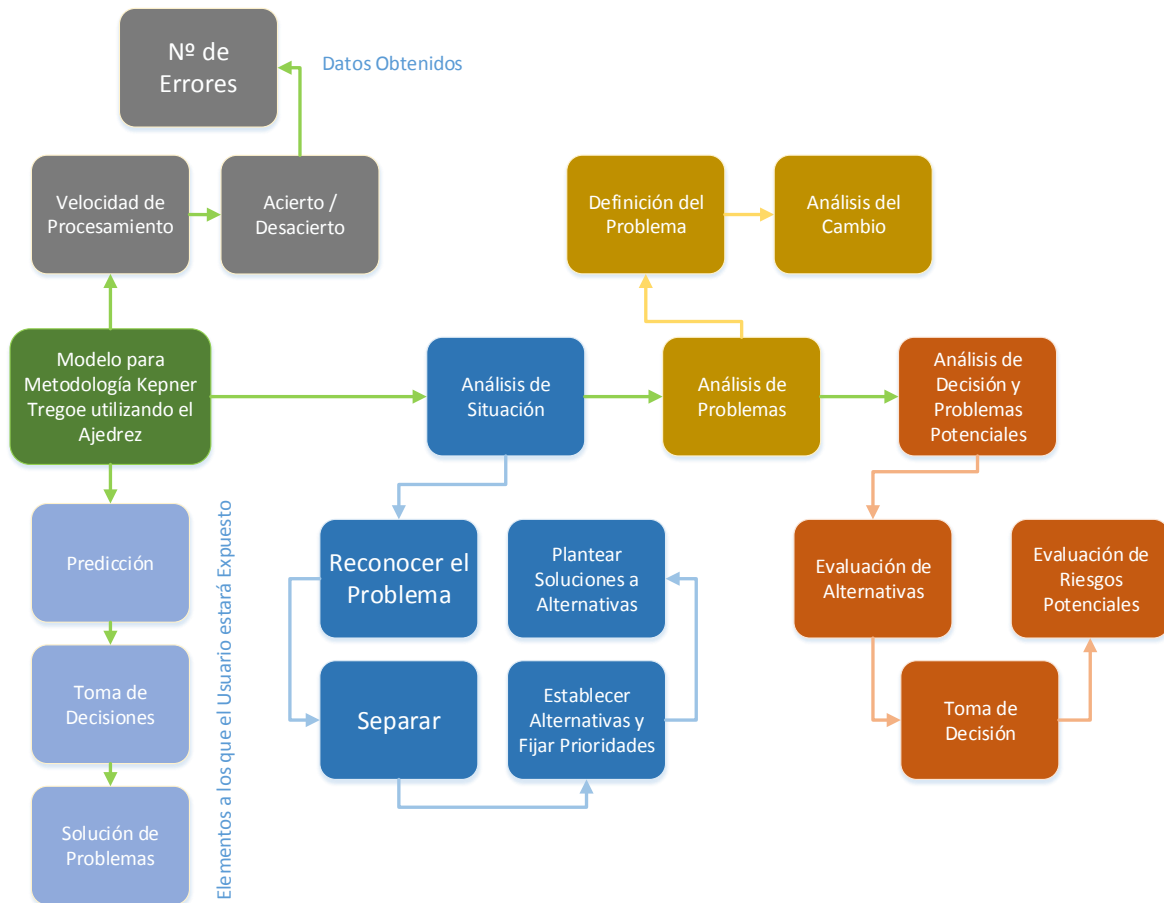 Nº de
Errores
Datos Obtenidos
Velocidad de
Procesamiento
Acierto /
Desacierto
Definición del
Problema
Análisis del
Cambio
Modelo para
Metodología Kepner
Tregoe utilizando el
Ajedrez
Análisis de
Situación
Análisis de
Problemas
Análisis de
Decisión y
Problemas
Potenciales
Predicción
Toma de
Decisiones
Solución de
Problemas
Elementos a los que el Usuario estará Expuesto
Reconocer el
Problema
Plantear
Soluciones a
Alternativas
Separar
Establecer
Alternativas y
Fijar Prioridades
Evaluación de
Alternativas
Evaluación de
Riesgos
Potenciales
Toma de
Decisión